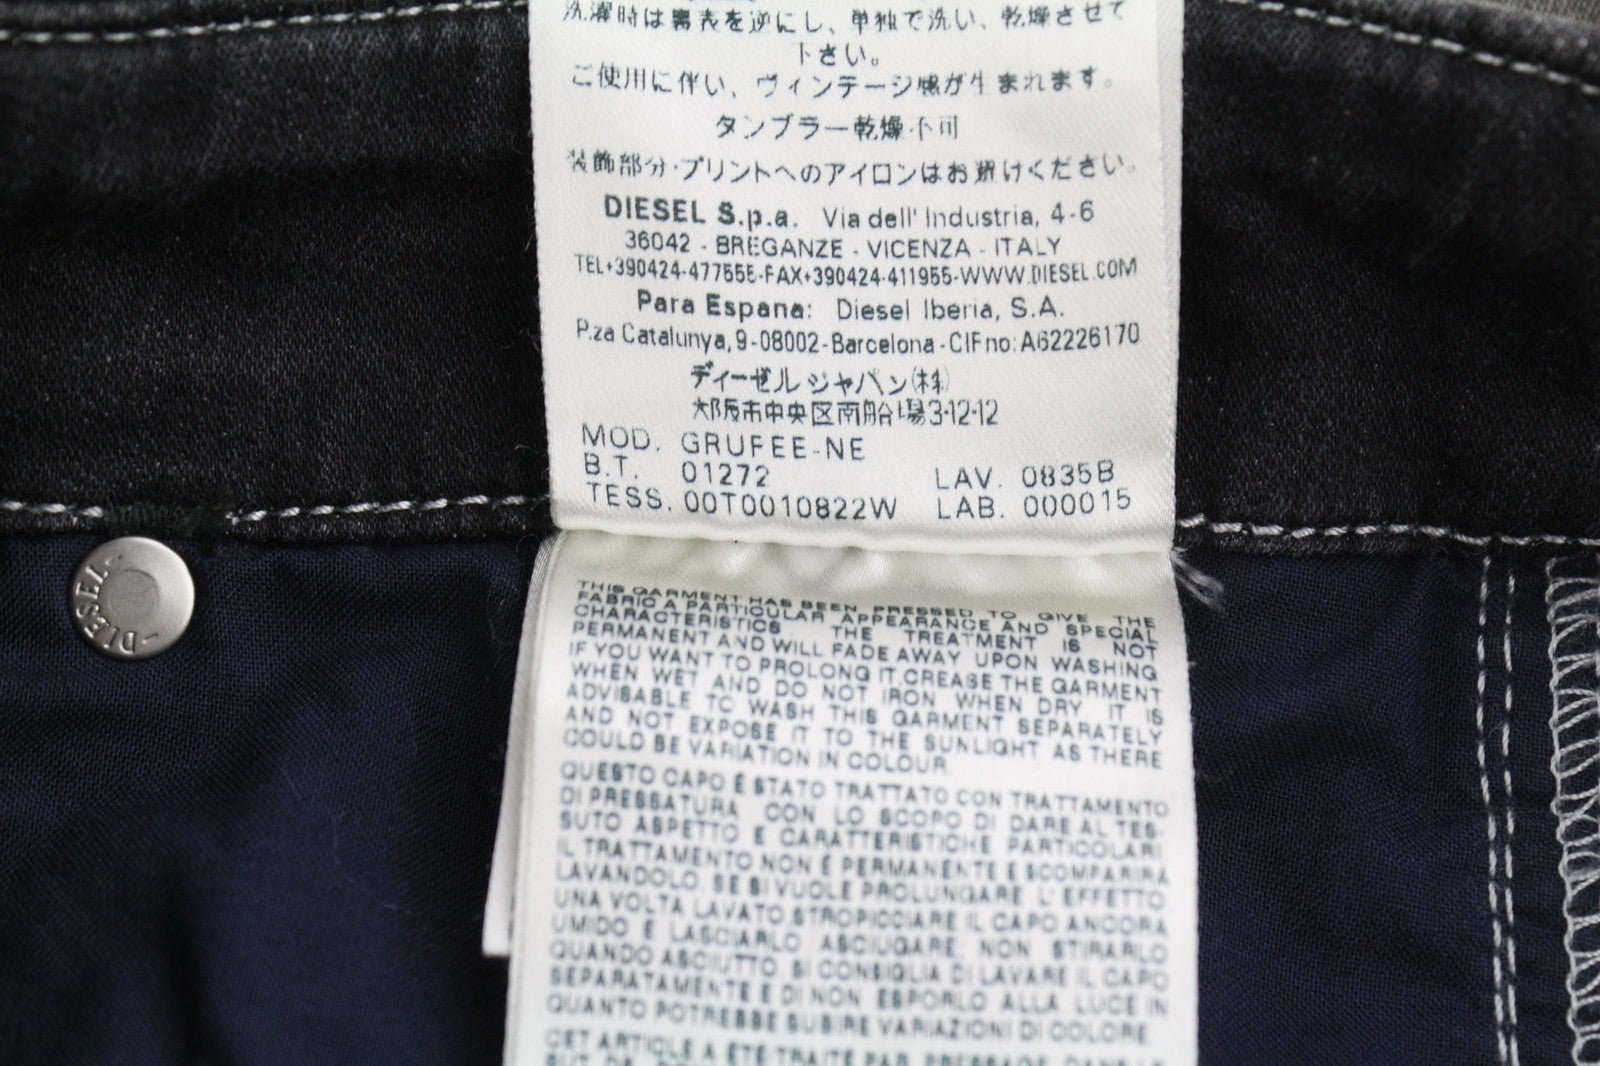 洗濯時は裏表を逆にし、単独で洗い、乾燥させて
下さい。
ご使用に伴い、ヴィンテージ感が生まれます。
タンブラー乾燥不可
装飾部分・プリントへのアイロンはお避けください。
DIESEL S.p.a. Via dell' Industria, 4-6
36042 - BREGANZE - VICENZA - ITALY
TEL+390424-477555-FAX+390424-411955-WWW.DIESEL.COM
Para Espana: Diesel Iberia, S.A.
P.za Catalunya, 9-08002-Barcelona-CIF no: A62226170
ディーゼル ジャパン(株)
大阪市中央区南船場3-12-12
MOD. GRUFEE-NE
B.T. 01272 LAV. 0835B
TESS. 00T0010822W LAB. 000015
DIESEL
THIS GARMENT HAS BEEN PRESSED TO GIVE THE
FABRIC A PARTICULAR APPEARANCE AND SPECIAL
CHARACTERISTICS. THE TREATMENT IS NOT
PERMANENT AND WILL FADE AWAY UPON WASHING
IF YOU WANT TO PROLONG IT,CREASE THE GARMENT
WHEN WET AND DO NOT IRON WHEN DRY IT IS
ADVISABLE TO WASH THIS GARMENT SEPARATELY
AND NOT EXPOSE IT TO THE SUNLIGHT AS THERE
COULD BE VARIATION IN COLOUR.
QUESTO CAPO È STATO TRATTATO CON TRATTAMENTO
DI PRESSATURA CON LO SCOPO DI DARE AL TES-
SUTO ASPETTO E CARATTERISTICHE PARTICOLARI.
IL TRATTAMENTO NON È PERMANENTE E SCOMPARIRÀ
LAVANDOLO. SE SI VUOLE PROLUNGARE L'EFFETTO,
UNA VOLTA LAVATO,STROPICCIARE IL CAPO ANCORA
UMIDO E LASCIARLO ASCIUGARE, NON STIRARLO
QUANDO ASCIUTTO. SI CONSIGLIA DI LAVARE IL CAPO
SEPARATAMENTE E DI NON ESPORLO ALLA LUCE IN
QUANTO POTREBBE SUBIRE VARIAZIONI DI COLORE.
CET ARTICLE A ÉTÉ TRAITÉ PAR PRESSAGE DANS LE